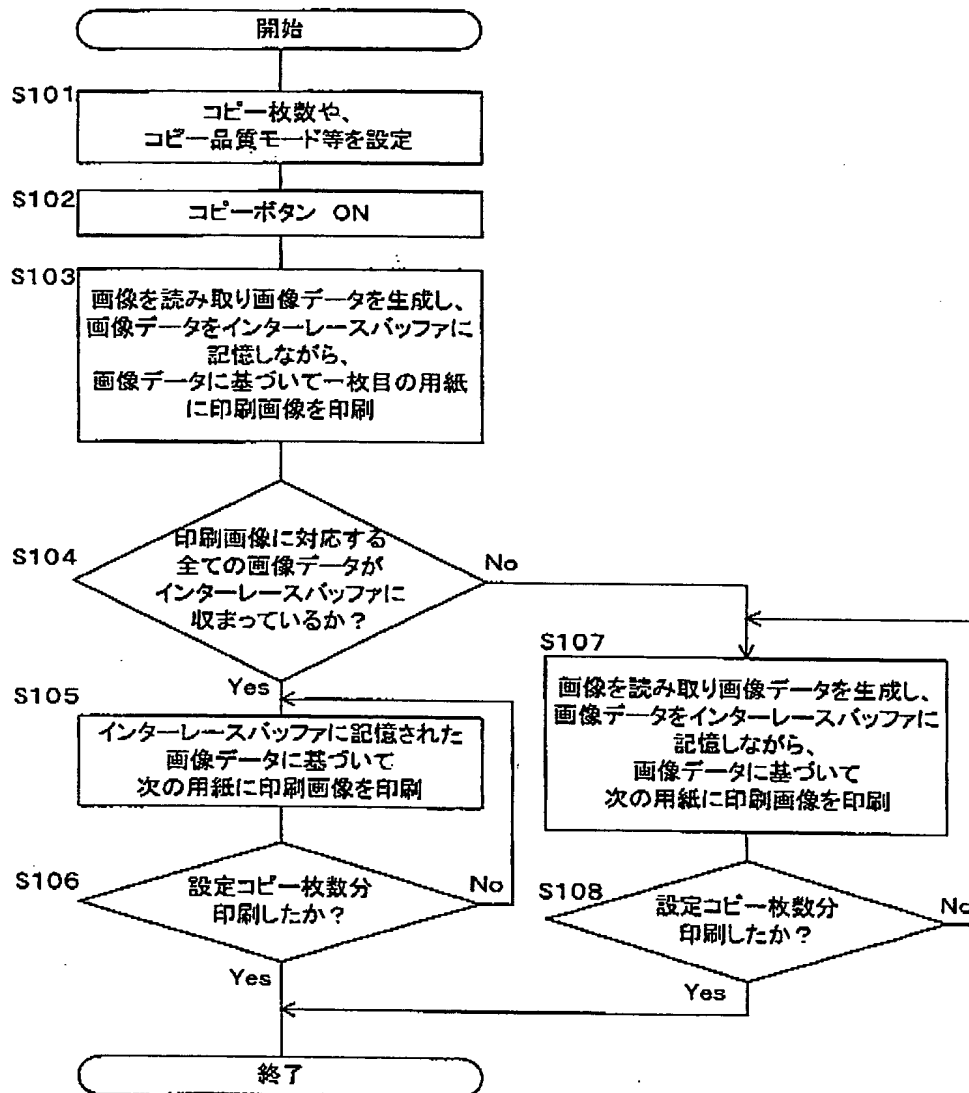 開始
S101
コピー枚数や、
コピー品質モード等を設定
S102
コピーボタン ON
S103
画像を読み取り画像データを生成し、
画像データをインターレースバッファに
記憶しながら、
画像データに基づいて一枚目の用紙
に印刷画像を印刷
S104
印刷画像に対応する
全ての画像データが
インターレースバッファに
収まっているか？
No
Yes
S105
インターレースバッファに記憶された
画像データに基づいて
次の用紙に印刷画像を印刷
S106
設定コピー枚数分
印刷したか？
No
Yes
S107
画像を読み取り画像データを生成し、
画像データをインターレースバッファに
記憶しながら、
画像データに基づいて
次の用紙に印刷画像を印刷
S108
設定コピー枚数分
印刷したか？
No
Yes
終了